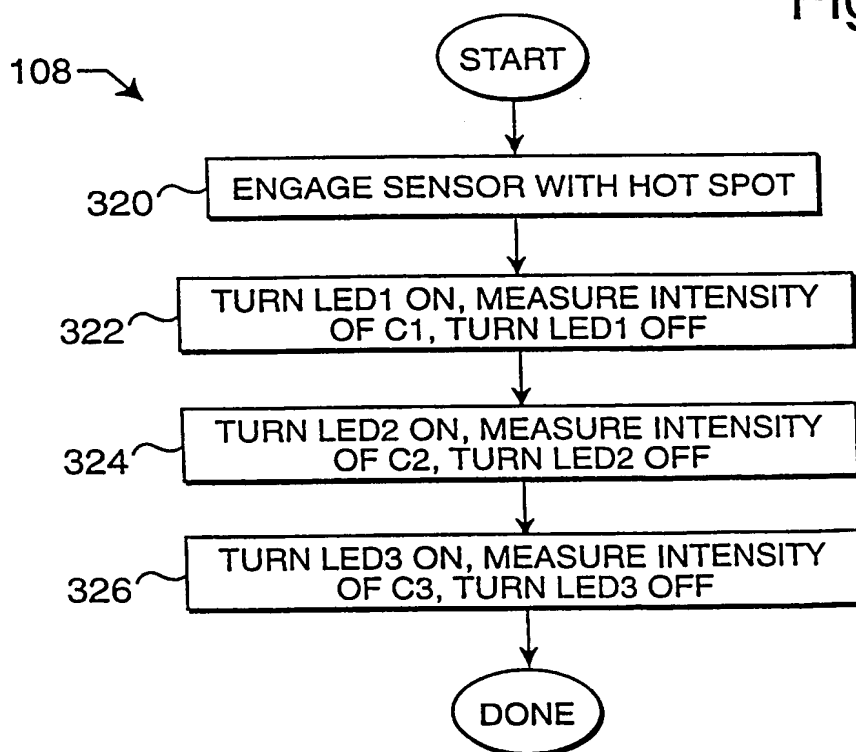 Fig
108
START
320
ENGAGE SENSOR WITH HOT SPOT
322
TURN LED1 ON, MEASURE INTENSITY
OF C1, TURN LED1 OFF
324
TURN LED2 ON, MEASURE INTENSITY
OF C2, TURN LED2 OFF
326
TURN LED3 ON, MEASURE INTENSITY
OF C3, TURN LED3 OFF
DONE